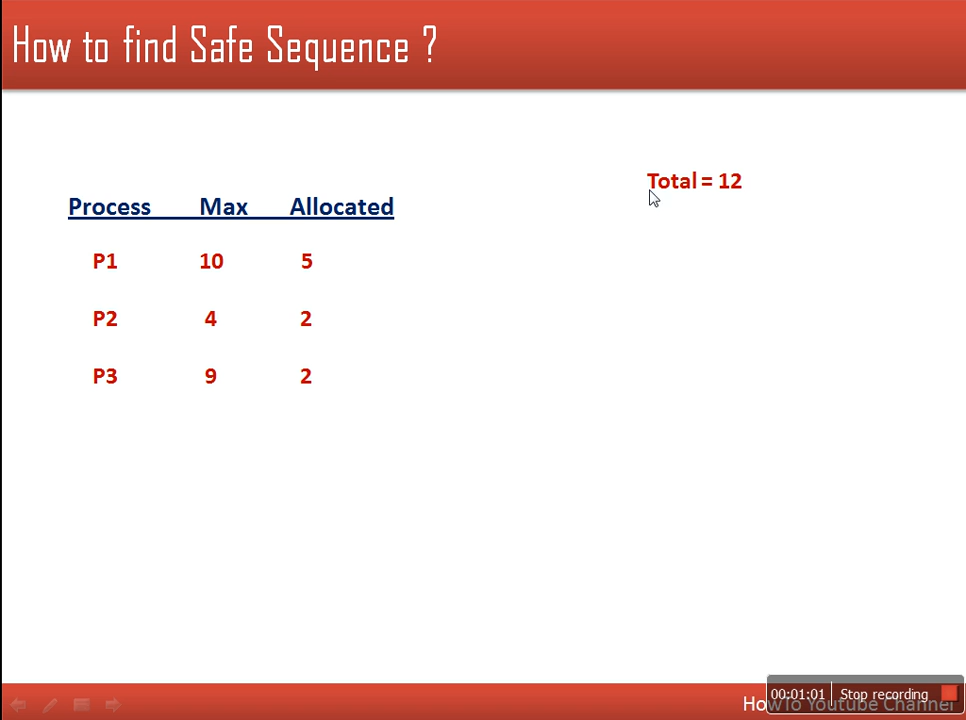 How to find Safe Sequence ?
Total = 12
Process Max Allocated
P1 10 5
P2 4 2
P3 9 2
HowTo Youtube Channel
00:01:01 Stop recording